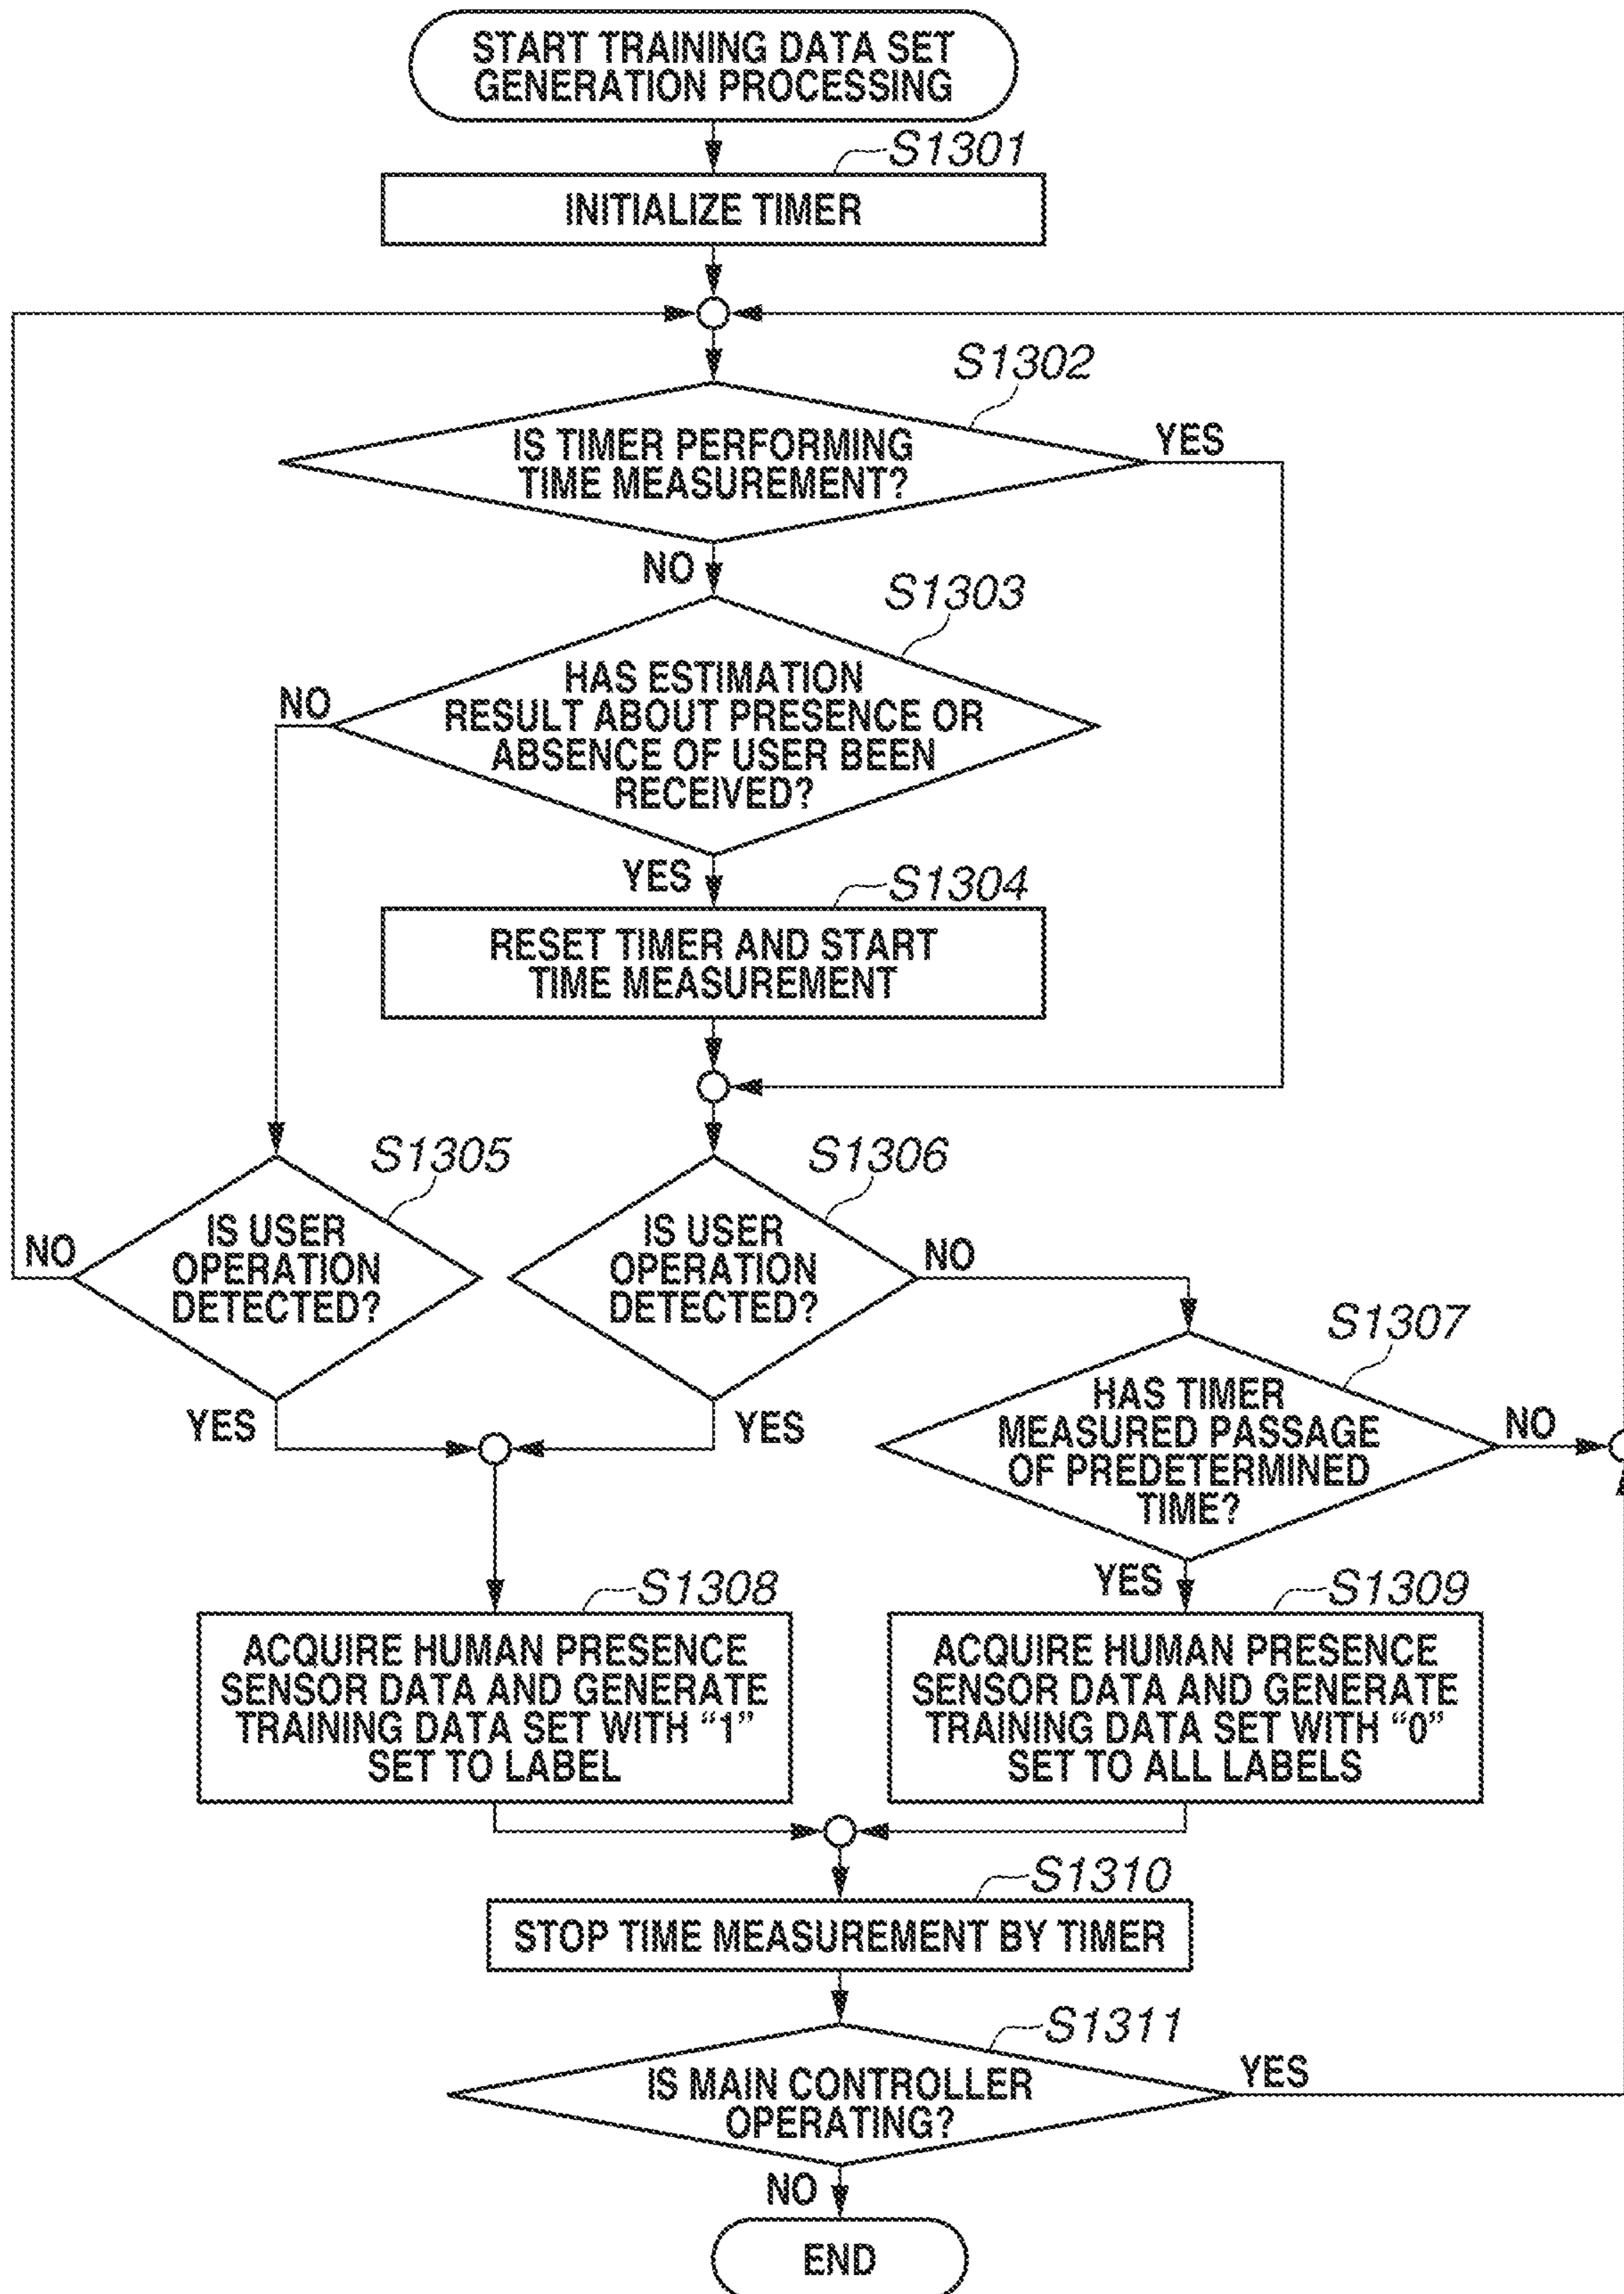 START TRAINING DATA SET
GENERATION PROCESSING
S1301
INITIALIZE TIMER
S1302
IS TIMER PERFORMING
TIME MEASUREMENT?
YES
NO
S1303
HAS ESTIMATION
RESULT ABOUT PRESENCE OR
ABSENCE OF USER BEEN
RECEIVED?
NO
YES
S1304
RESET TIMER AND START
TIME MEASUREMENT
S1305
IS USER
OPERATION
DETECTED?
NO
YES
S1306
IS USER
OPERATION
DETECTED?
NO
YES
S1307
HAS TIMER
MEASURED PASSAGE
OF PREDETERMINED
TIME?
NO
YES
S1308
ACQUIRE HUMAN PRESENCE
SENSOR DATA AND GENERATE
TRAINING DATA SET WITH “1”
SET TO LABEL
S1309
ACQUIRE HUMAN PRESENCE
SENSOR DATA AND GENERATE
TRAINING DATA SET WITH “0”
SET TO ALL LABELS
S1310
STOP TIME MEASUREMENT BY TIMER
S1311
IS MAIN CONTROLLER
OPERATING?
YES
NO
END